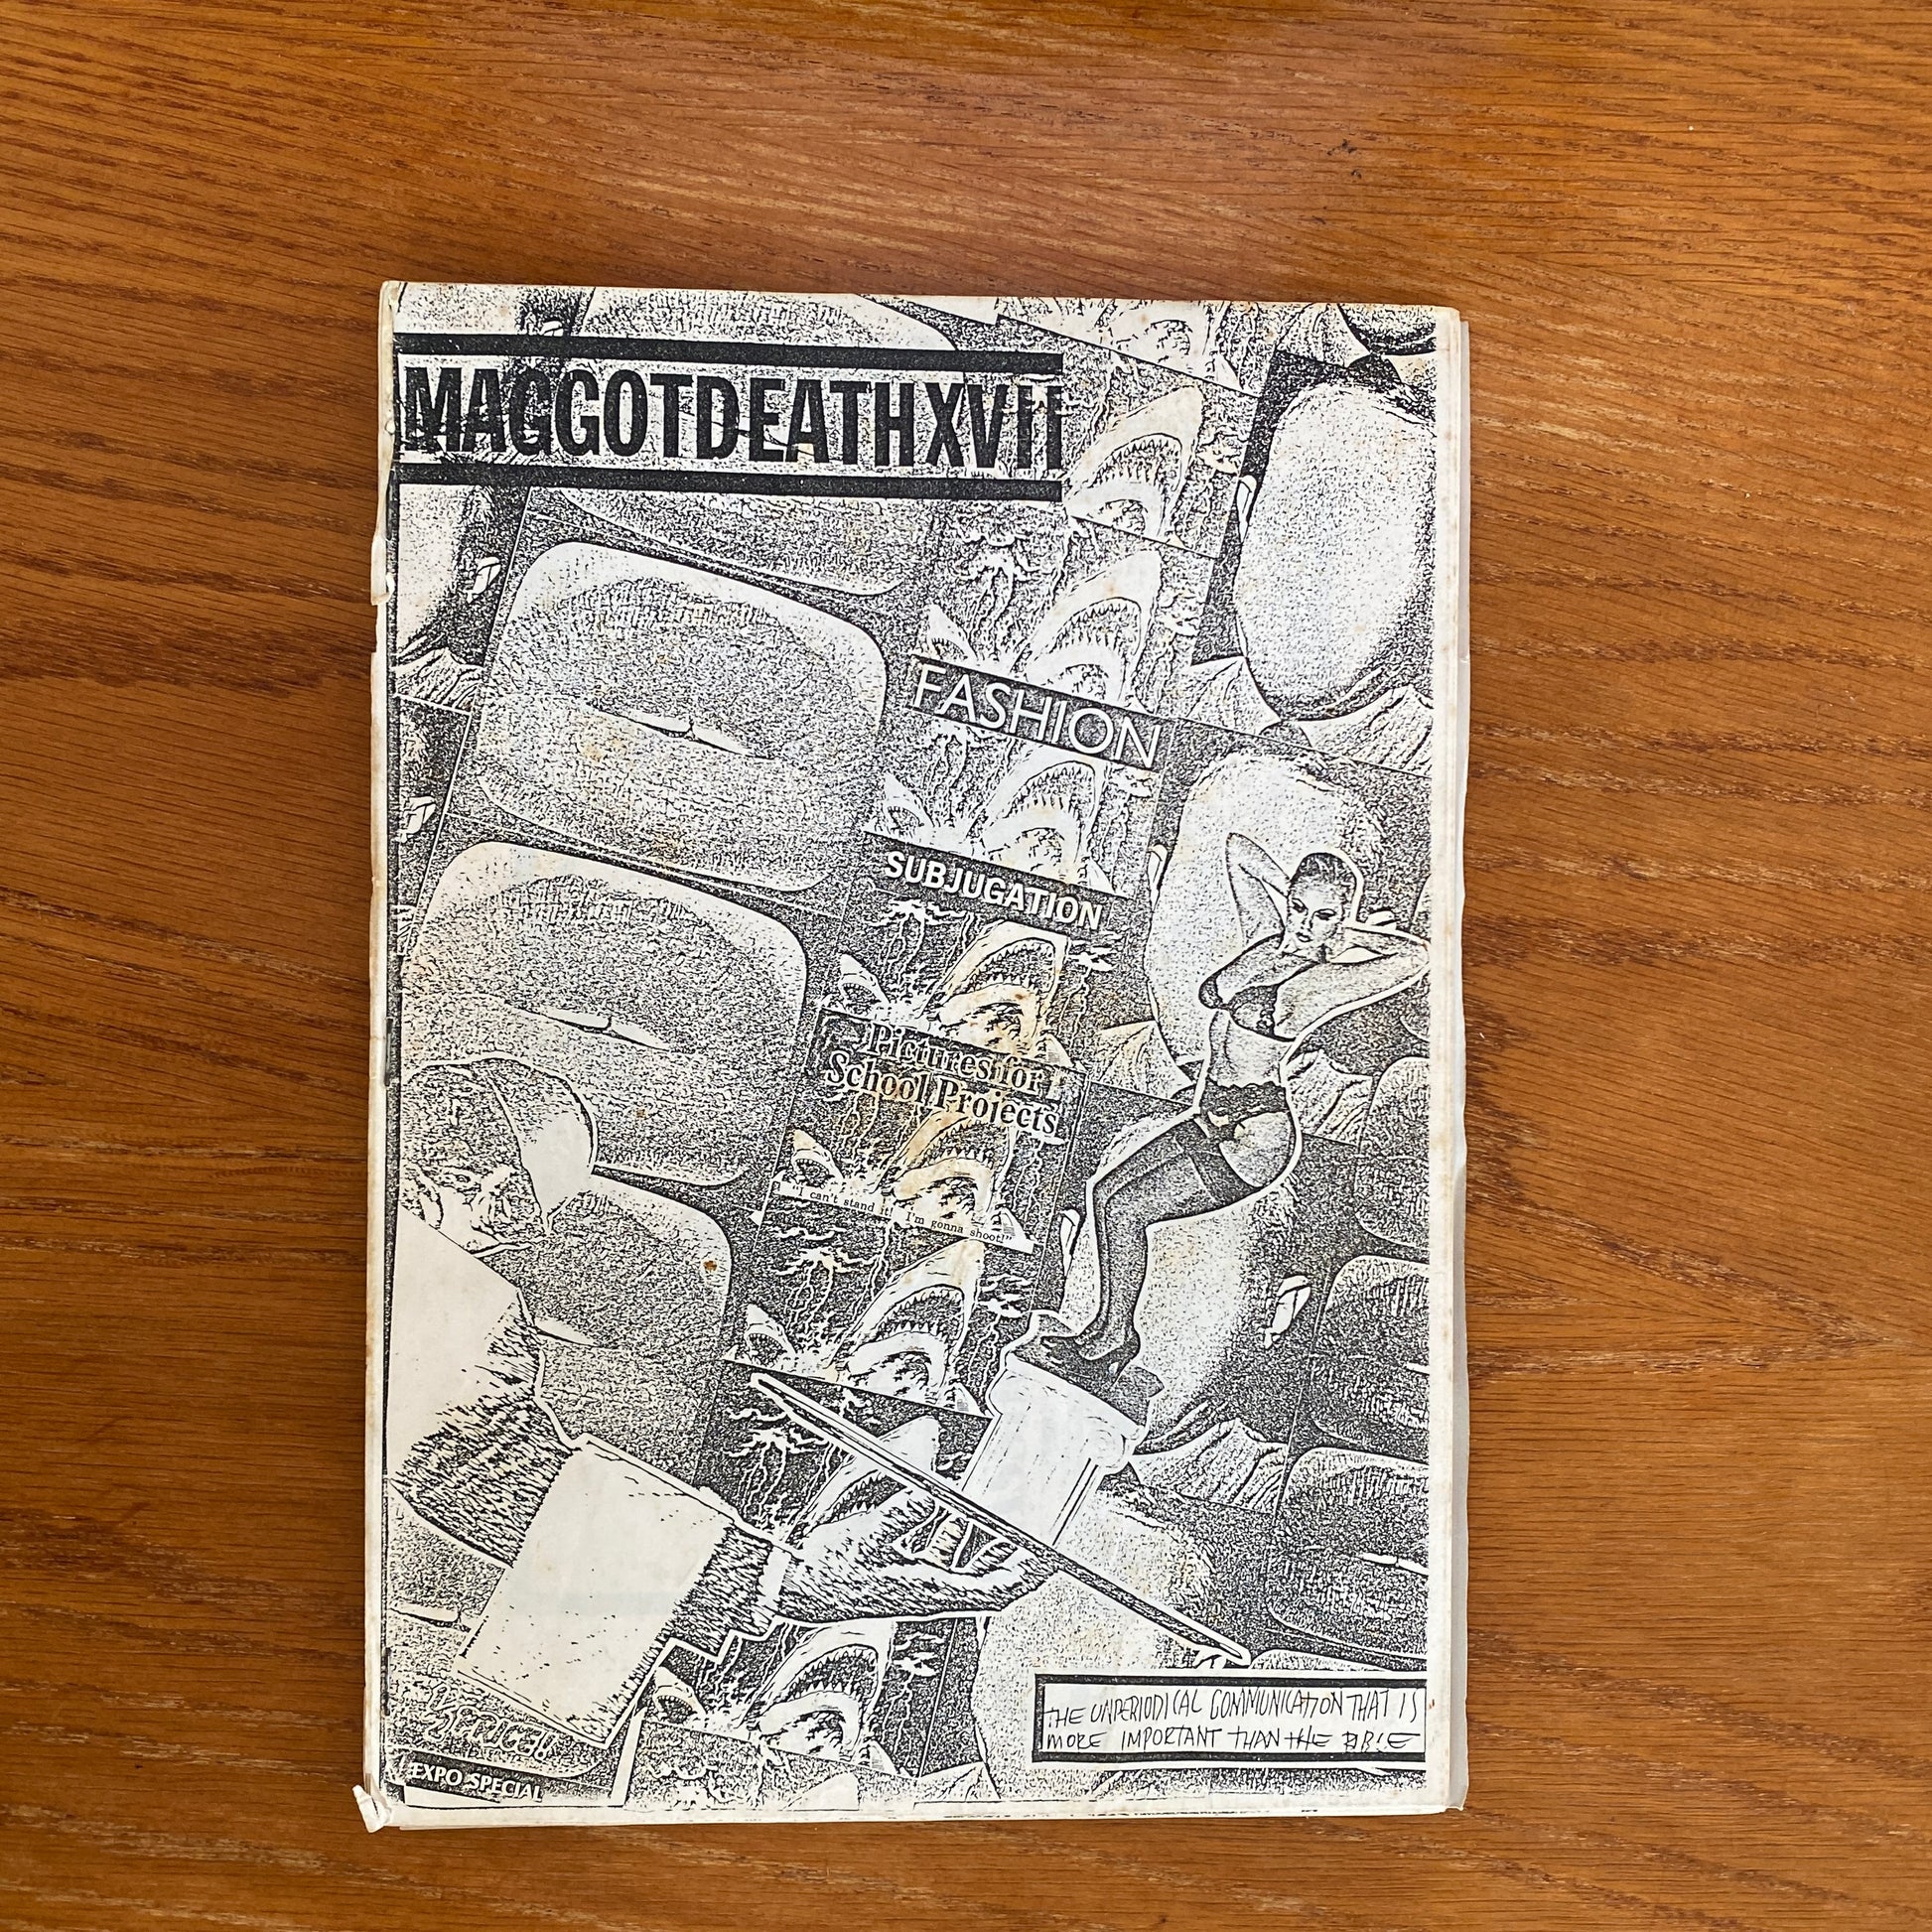 MAGGOTDEATHXVII
FASHION
SUBJUGATION
Pictures for
School Projects
"I can't stand it! I'm gonna shoot!"
THE UNPERIODICAL COMMUNICATION THAT IS
MORE IMPORTANT THAN THE BIBLE
EXPO SPECIAL